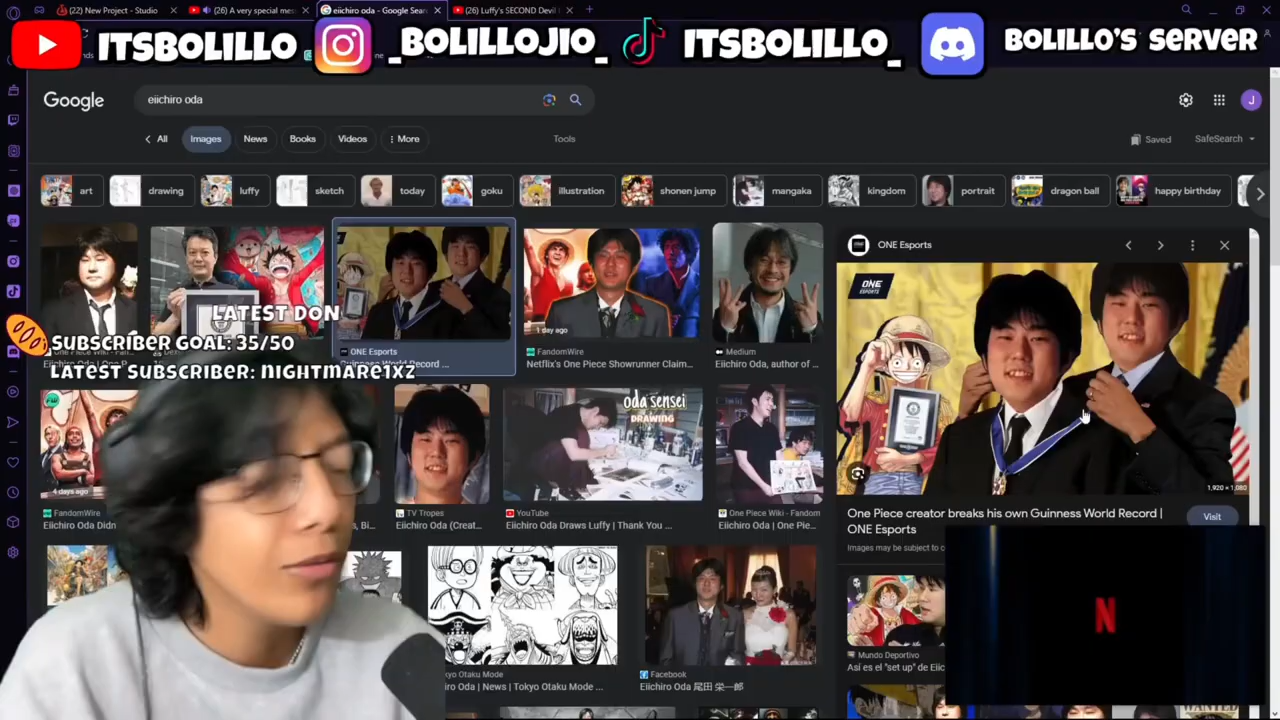 (22) New Project - Studio
(26) A very special mes
eiichiro oda - Google Sear
(26) Luffy's SECOND Devil
ITSBOLILLO
_BOLILLOJIO_
ITSBOLILLO_
BOLILLO'S SERVER
Google
eiichiro oda
J
All
Images
News
Books
Videos
More
Tools
Saved
SafeSearch
art
drawing
luffy
sketch
today
goku
illustration
shonen jump
mangaka
kingdom
portrait
dragon ball
happy birthday
ONE Esports
1 day ago
ONE Esports
FandomWire
Medium
Guinness World Record ...
Netflix's One Piece Showrunner Claim...
Eiichiro Oda, author of ...
LATEST DON
SUBSCRIBER GOAL: 35/50
LATEST SUBSCRIBER: NIGHTMARE1XZ
ONE
ESPORTS
1,920 × 1,080
One Piece creator breaks his own Guinness World Record |
ONE Esports
Visit
Images may be subject to c
oda sensei
DRAWING
4 days ago
FandomWire
TV Tropes
YouTube
One Piece Wiki - Fandom
Eiichiro Oda Didn
Eiichiro Oda (Creat...
Eiichiro Oda Draws Luffy | Thank You ...
Eiichiro Oda | One Pie...
Tokyo Otaku Mode
Oda | News | Tokyo Otaku Mode ...
Facebook
Eiichiro Oda 尾田 栄一郎
Mundo Deportivo
Así es el "set up" de Eiic
N
WANTED